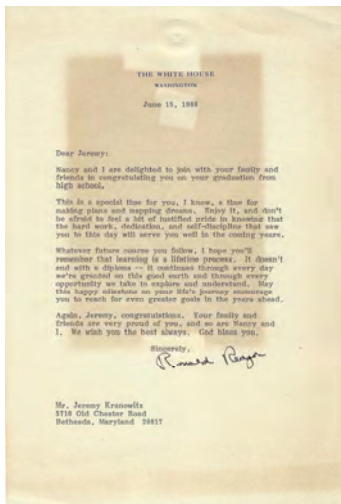 THE WHITE HOUSE
WASHINGTON
June 15, 1988
Dear Jeremy:
Nancy and I are delighted to join with your family and
friends in congratulating you on your graduation from
high school.
This is a special time for you, I know, a time for
making plans and mapping dreams. Enjoy it, and don't
be afraid to feel a bit of justified pride in knowing that
the hard work, dedication, and self-discipline that saw
you to this day will serve you well in the coming years.
Whatever future course you follow, I hope you'll
remember that learning is a lifetime process. It doesn't
end with a diploma -- it continues through every day
we're granted on this good earth and through every
opportunity we take to explore and understand. May
this happy milestone on your life's journey encourage
you to reach for even greater goals in the years ahead.
Again, Jeremy, congratulations. Your family and
friends are very proud of you, and so are Nancy and
I. We wish you the best always. God bless you.
Sincerely,
Ronald Reagan
Mr. Jeremy Kranowitz
5710 Old Chester Road
Bethesda, Maryland 20817